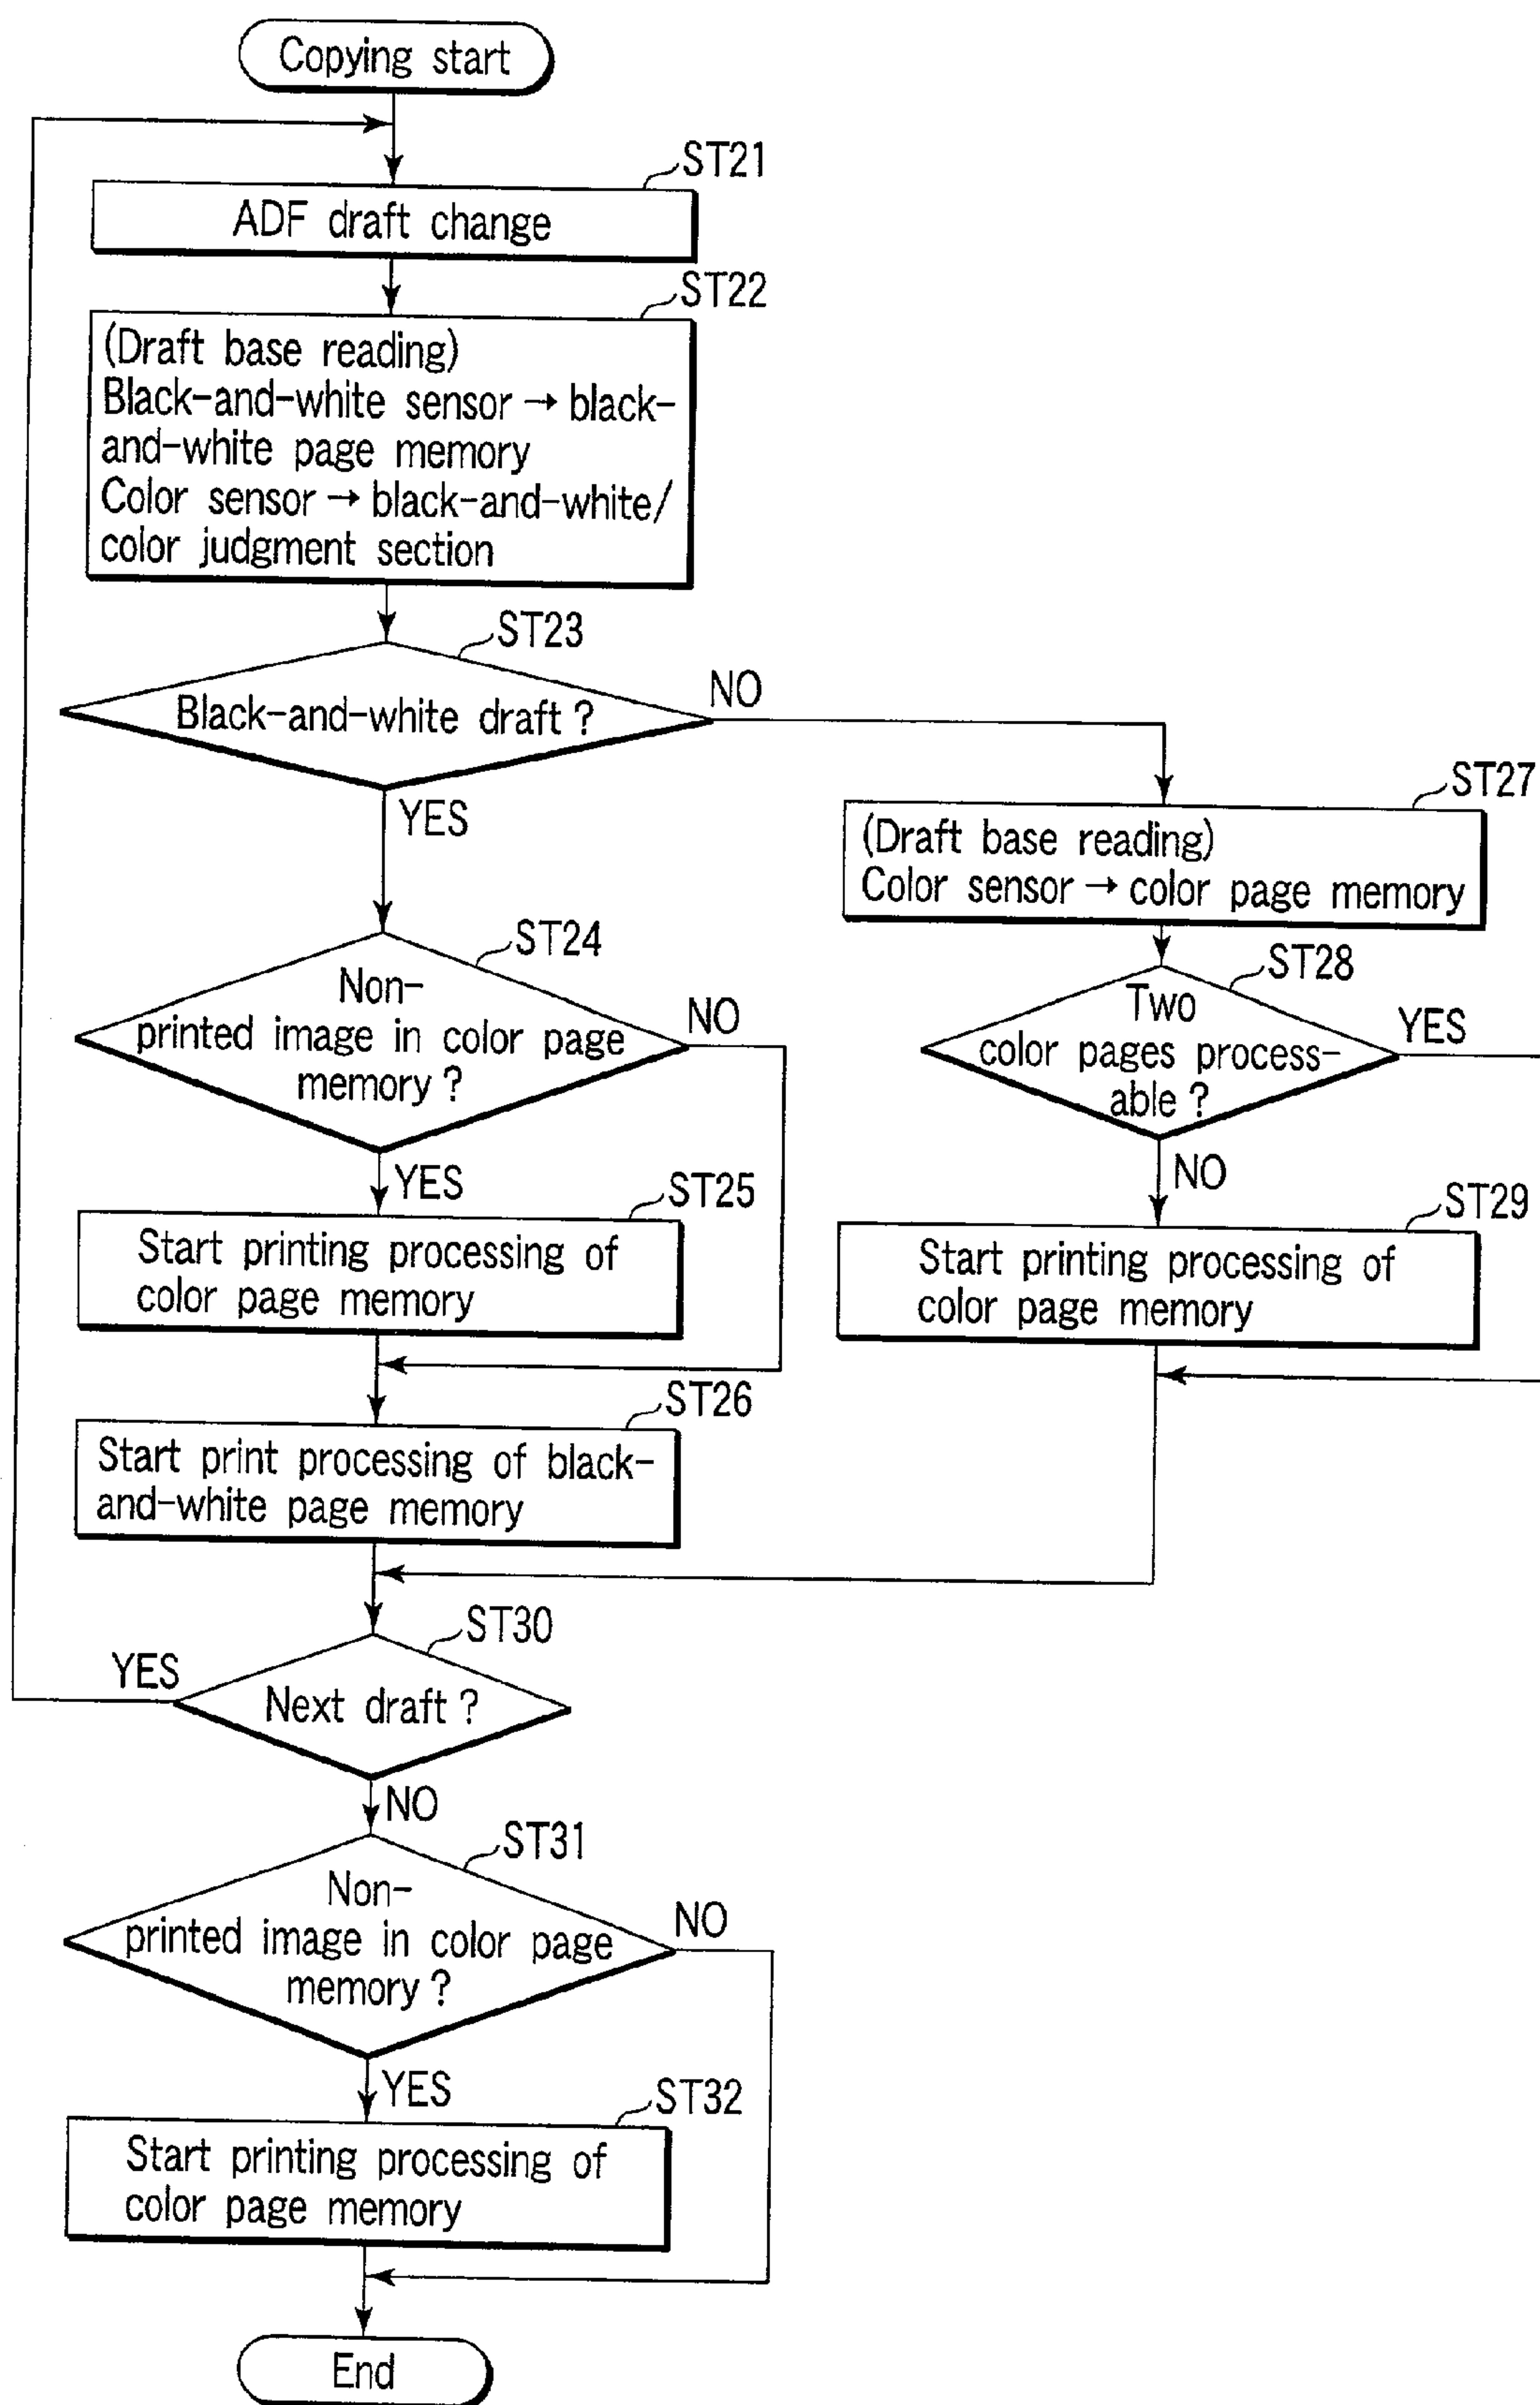 Copying start
ST21
ADF draft change
ST22
(Draft base reading)
Black-and-white sensor → black-
and-white page memory
Color sensor → black-and-white/
color judgment section
ST23
Black-and-white draft ?
NO
YES
ST24
Non-
printed image in color page
memory ?
NO
YES
ST25
Start printing processing of
color page memory
ST26
Start print processing of black-
and-white page memory
ST27
(Draft base reading)
Color sensor → color page memory
ST28
Two
color pages process-
able ?
YES
NO
ST29
Start printing processing of
color page memory
ST30
YES
Next draft ?
NO
ST31
Non-
printed image in color page
memory ?
NO
YES
ST32
Start printing processing of
color page memory
End